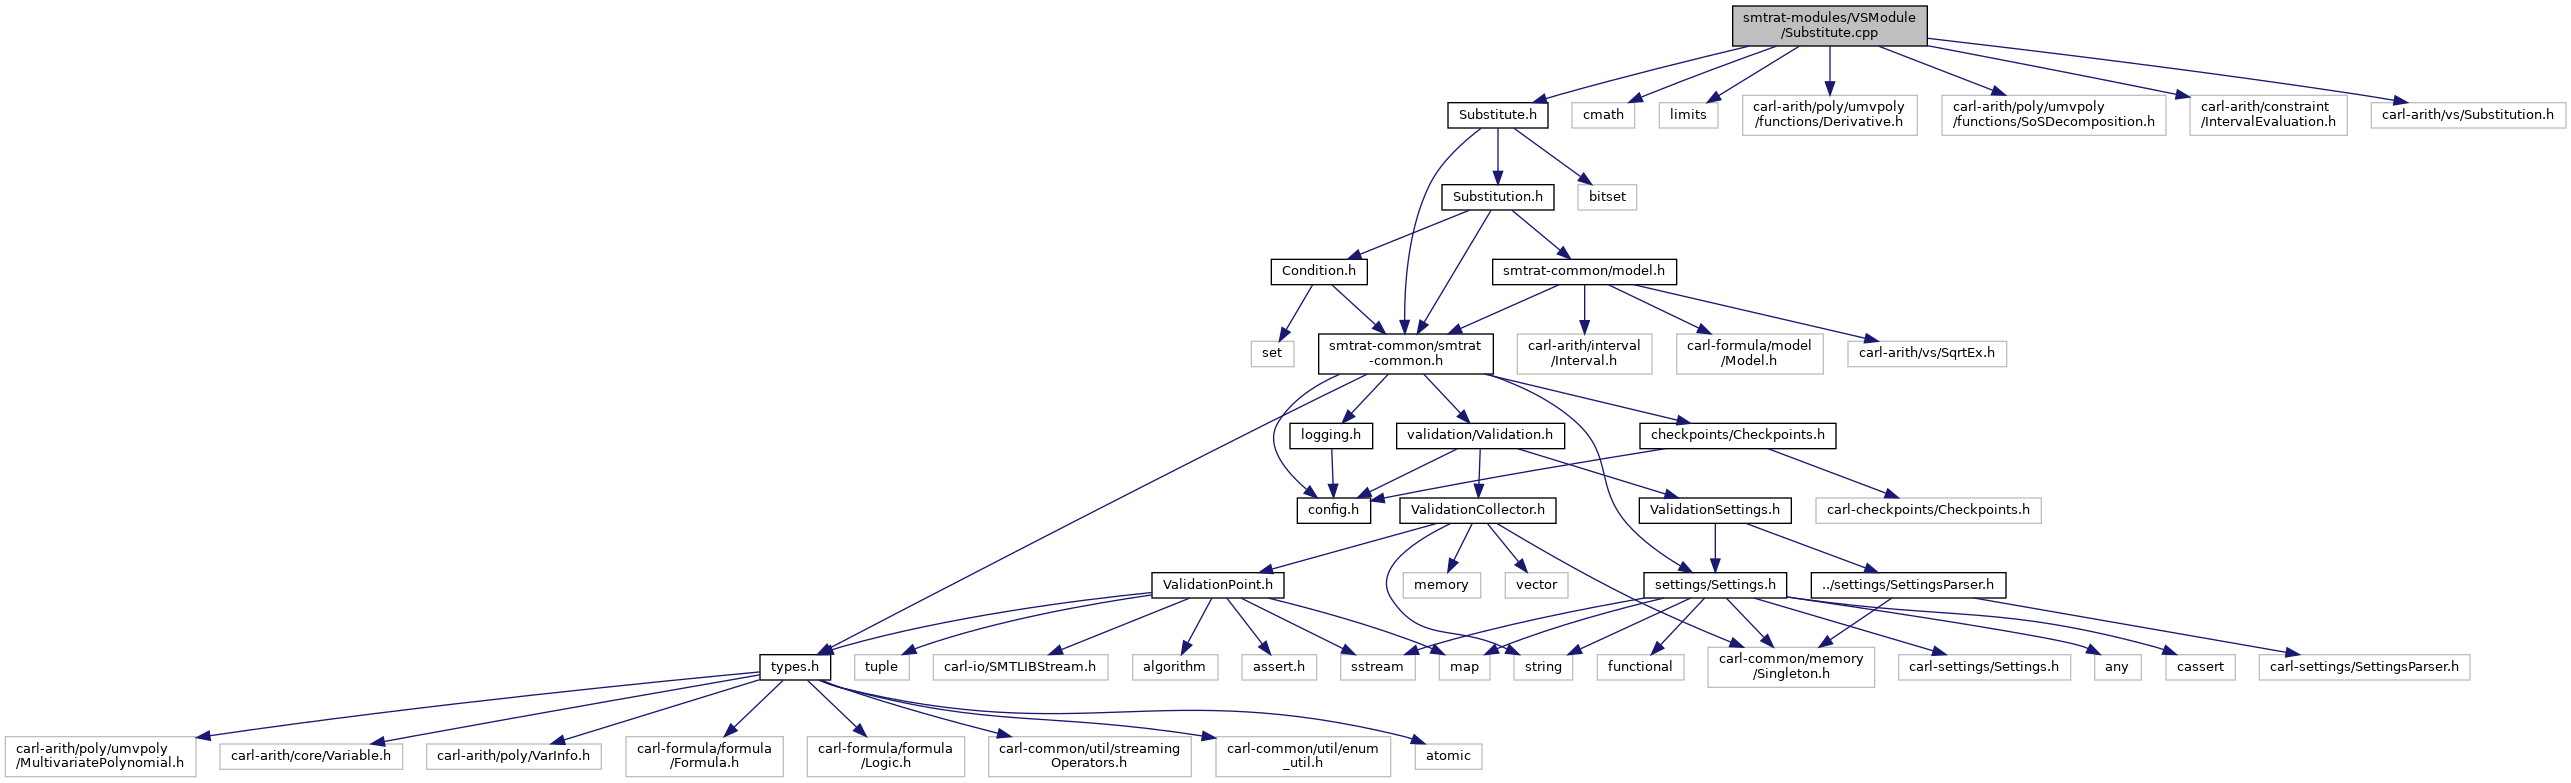 smtrat-modules/VSModule
/Substitute.cpp
Substitute.h
cmath
limits
carl-arith/poly/umvpoly
/functions/Derivative.h
carl-arith/poly/umvpoly
/functions/SoSDecomposition.h
carl-arith/constraint
/IntervalEvaluation.h
carl-arith/vs/Substitution.h
Substitution.h
bitset
Condition.h
smtrat-common/model.h
set
smtrat-common/smtrat
-common.h
carl-arith/interval
/Interval.h
carl-formula/model
/Model.h
carl-arith/vs/SqrtEx.h
logging.h
validation/Validation.h
checkpoints/Checkpoints.h
config.h
ValidationCollector.h
ValidationSettings.h
carl-checkpoints/Checkpoints.h
ValidationPoint.h
memory
vector
settings/Settings.h
../settings/SettingsParser.h
types.h
tuple
carl-io/SMTLIBStream.h
algorithm
assert.h
sstream
map
string
functional
carl-common/memory
/Singleton.h
carl-settings/Settings.h
any
cassert
carl-settings/SettingsParser.h
carl-arith/poly/umvpoly
/MultivariatePolynomial.h
carl-arith/core/Variable.h
carl-arith/poly/VarInfo.h
carl-formula/formula
/Formula.h
carl-formula/formula
/Logic.h
carl-common/util/streaming
Operators.h
carl-common/util/enum
_util.h
atomic